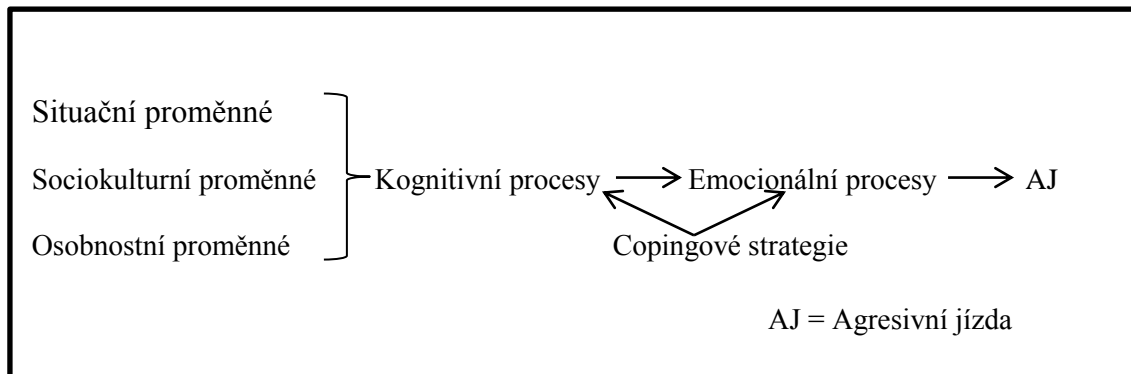 Situační proměnné
Sociokulturní proměnné Kognitivní procesy Emocionální procesy AJ
Osobnostní proměnné Copingové strategie
AJ = Agresivní jízda